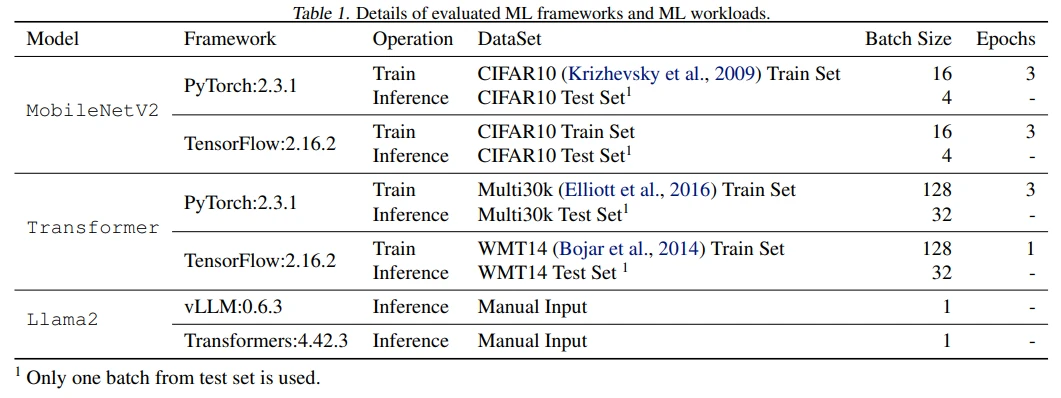 Table 1. Details of evaluated ML frameworks and ML workloads.
Model Framework Operation DataSet Batch Size Epochs
MobileNetV2 PyTorch:2.3.1 Train CIFAR10 (Krizhevsky et al., 2009) Train Set 16 3
Inference CIFAR10 Test Set1 4 -
TensorFlow:2.16.2 Train CIFAR10 Train Set 16 3
Inference CIFAR10 Test Set1 4 -
Transformer PyTorch:2.3.1 Train Multi30k (Elliott et al., 2016) Train Set 128 3
Inference Multi30k Test Set1 32 -
TensorFlow:2.16.2 Train WMT14 (Bojar et al., 2014) Train Set 128 1
Inference WMT14 Test Set 1 32 -
Llama2 vLLM:0.6.3 Inference Manual Input 1 -
Transformers:4.42.3 Inference Manual Input 1 -
1 Only one batch from test set is used.